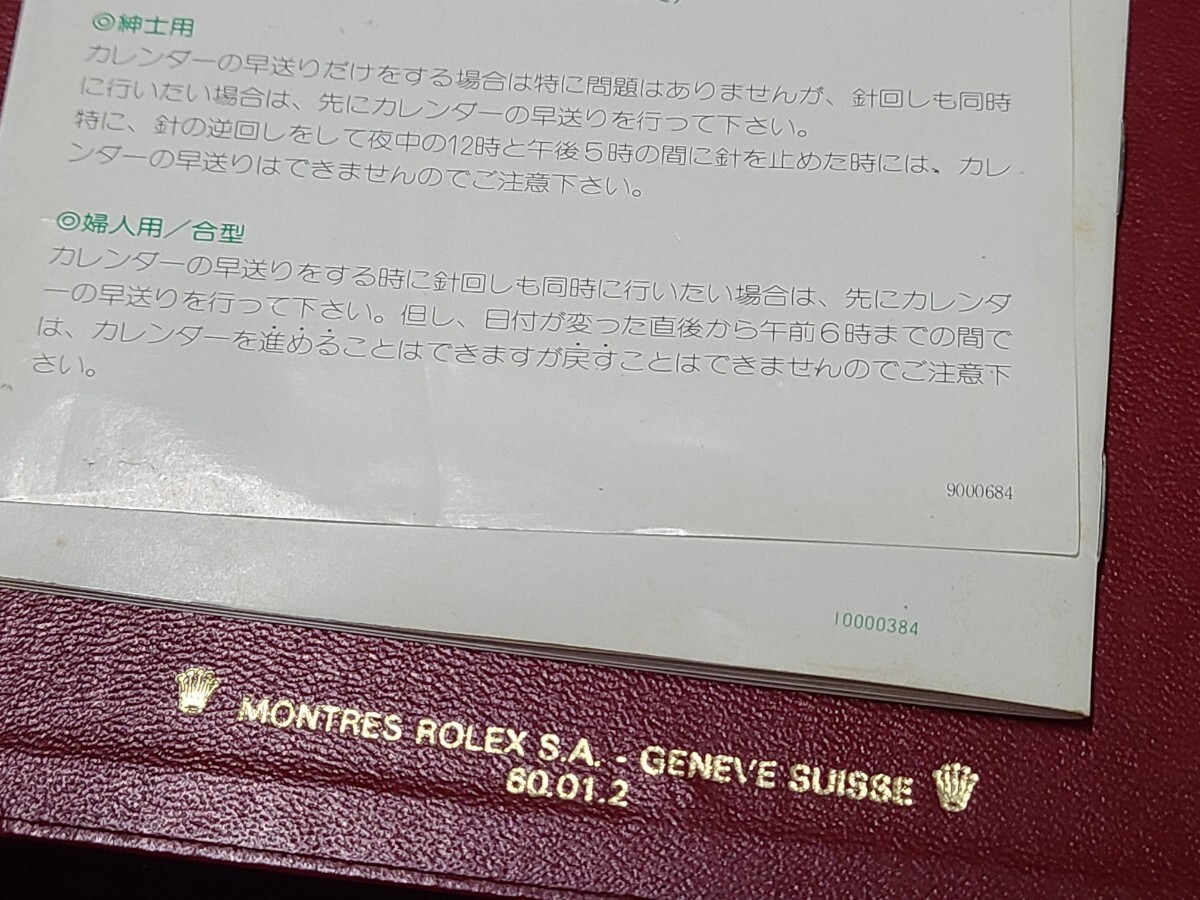 ◎紳士用
カレンダーの早送りだけをする場合は特に問題はありませんが、針回しも同時
に行いたい場合は、先にカレンダーの早送りを行って下さい。
特に、針の逆回しをして夜中の12時と午後5時の間に針を止めた時には、カレ
ンダーの早送りはできませんのでご注意下さい。
◎婦人用／合型
カレンダーの早送りをする時に針回しも同時に行いたい場合は、先にカレンダ
ーの早送りを行って下さい。但し、日付が変った直後から午前6時までの間で
は、カレンダーを進めることはできますが戻すことはできませんのでご注意下
さい。
9000684
10000384
MONTRES ROLEX S.A. - GENEVE SUISSE
60.01.2